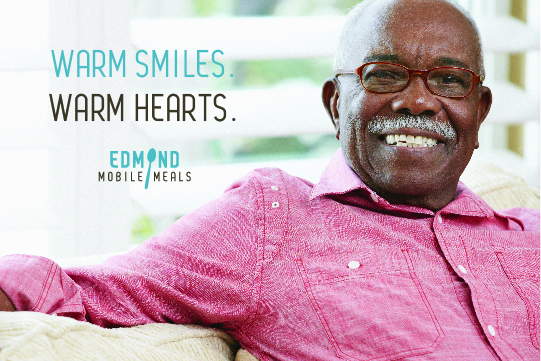 WARM SMILES.
WARM HEARTS.
EDMOND
MOBILE MEALS